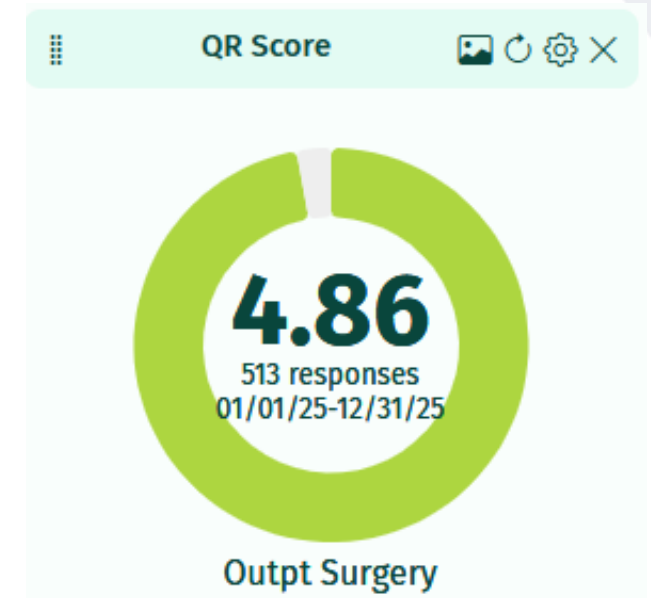 QR Score
4.86
513 responses
01/01/25-12/31/25
Outpt Surgery